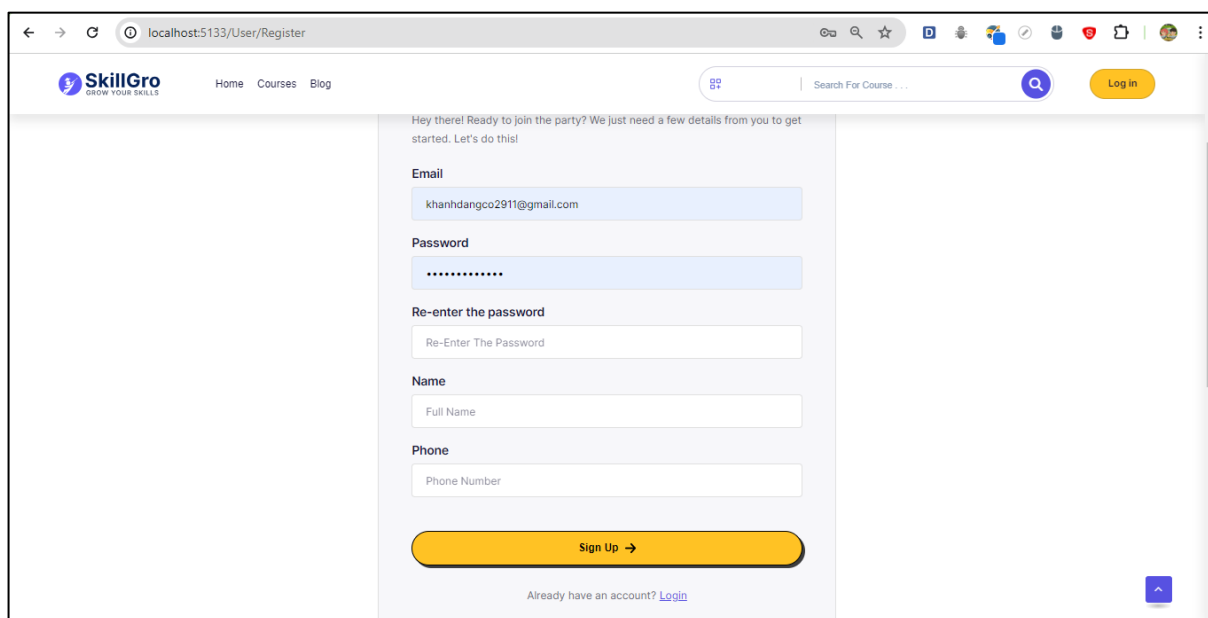 localhost:5133/User/Register
D
S
SkillGro
GROW YOUR SKILLS
Home Courses Blog
Search For Course . . .
Log in
Hey there! Ready to join the party? We just need a few details from you to get
started. Let's do this!
Email
khanhdangco2911@gmail.com
Password
•••••••••••••
Re-enter the password
Re-Enter The Password
Name
Full Name
Phone
Phone Number
Sign Up →
Already have an account? Login